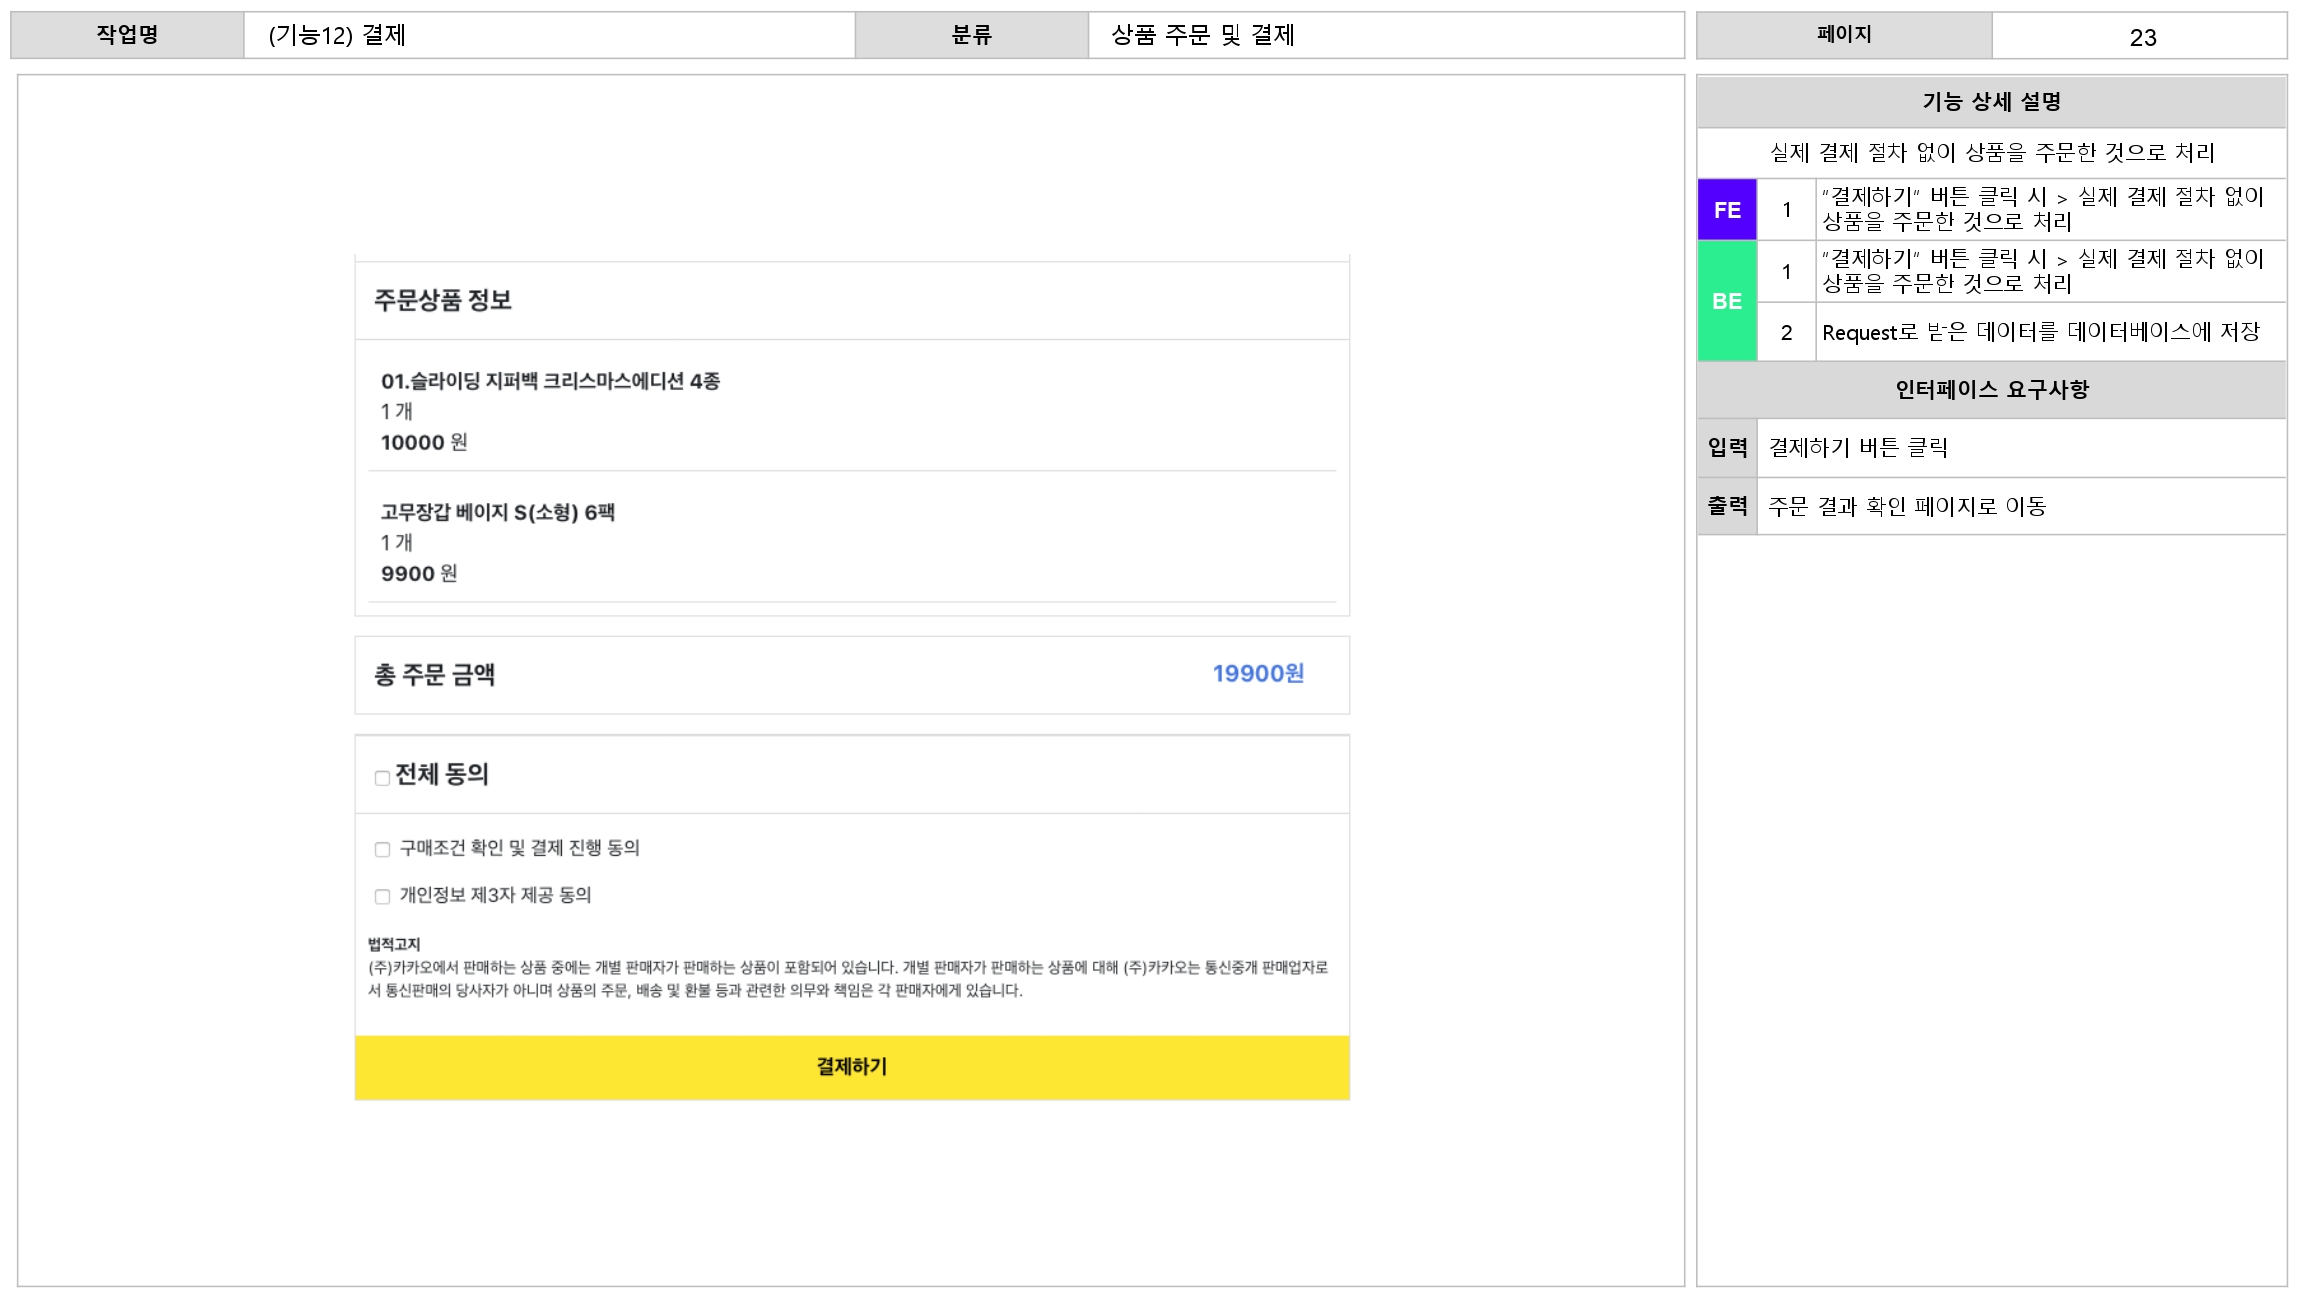 작업명
(기능12) 결제
분류
상품 주문 및 결제
페이지
23
주문상품 정보
01.슬라이딩 지퍼백 크리스마스에디션 4종
1 개
10000 원
고무장갑 베이지 S(소형) 6팩
1 개
9900 원
총 주문 금액
19900원
전체 동의
구매조건 확인 및 결제 진행 동의
개인정보 제3자 제공 동의
법적고지
(주)카카오에서 판매하는 상품 중에는 개별 판매자가 판매하는 상품이 포함되어 있습니다. 개별 판매자가 판매하는 상품에 대해 (주)카카오는 통신중개 판매업자로
서 통신판매의 당사자가 아니며 상품의 주문, 배송 및 환불 등과 관련한 의무와 책임은 각 판매자에게 있습니다.
결제하기
기능 상세 설명
실제 결제 절차 없이 상품을 주문한 것으로 처리
FE
1
"결제하기" 버튼 클릭 시 > 실제 결제 절차 없이
상품을 주문한 것으로 처리
BE
1
"결제하기" 버튼 클릭 시 > 실제 결제 절차 없이
상품을 주문한 것으로 처리
2
Request로 받은 데이터를 데이터베이스에 저장
인터페이스 요구사항
입력
결제하기 버튼 클릭
출력
주문 결과 확인 페이지로 이동